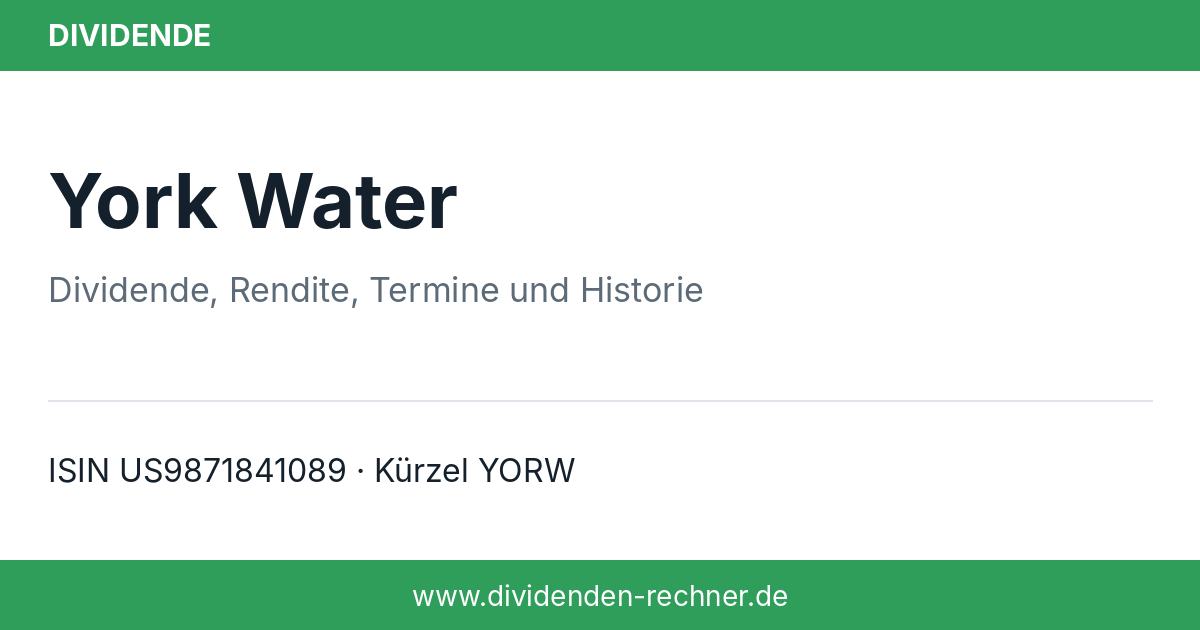 DIVIDENDE
York Water
Dividende, Rendite, Termine und Historie
ISIN US9871841089 · Kürzel YORW
www.dividenden-rechner.de